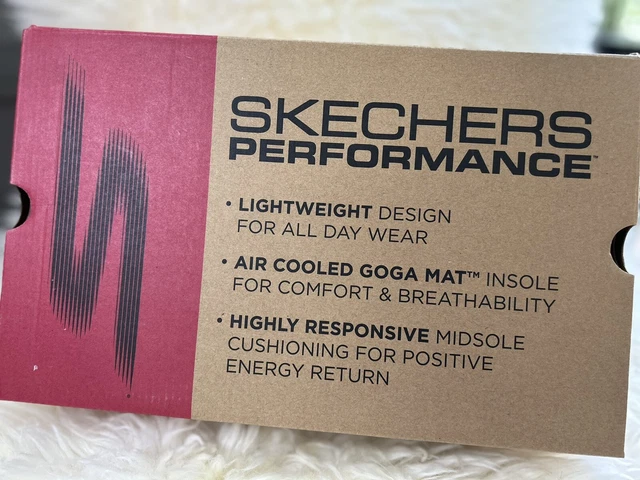 SKECHERS
PERFORMANCE™
• LIGHTWEIGHT DESIGN
FOR ALL DAY WEAR
• AIR COOLED GOGA MAT™ INSOLE
FOR COMFORT & BREATHABILITY
• HIGHLY RESPONSIVE MIDSOLE
CUSHIONING FOR POSITIVE
ENERGY RETURN